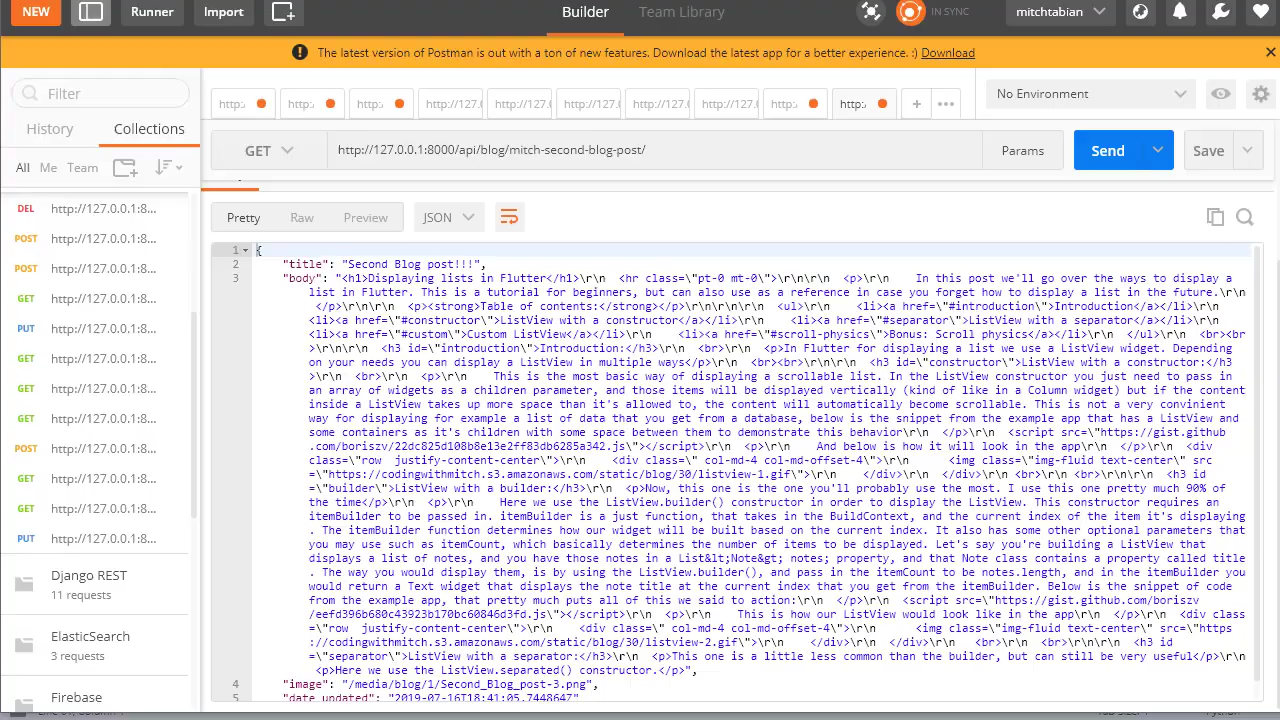 NEW Runner Import Builder Team Library IN SYNC mitchtabian
The latest version of Postman is out with a ton of new features. Download the latest app for a better experience. :) Download
Filter
History Collections
All Me Team
DEL http://127.0.0.1:8...
POST http://127.0.0.1:8...
POST http://127.0.0.1:8...
GET http://127.0.0.1:8...
PUT http://127.0.0.1:8...
GET http://127.0.0.1:8...
GET http://127.0.0.1:8...
GET http://127.0.0.1:8...
POST http://127.0.0.1:8...
GET http://127.0.0.1:8...
GET http://127.0.0.1:8...
PUT http://127.0.0.1:8...
Django REST
11 requests
ElasticSearch
3 requests
Firebase
http:/ http:/ http:/ http://127.0 http://127.0 http://127.0 http://127.0 http://127.0 http:/ http:/ + •••
No Environment
GET http://127.0.0.1:8000/api/blog/mitch-second-blog-post/ Params Send Save
Pretty Raw Preview JSON
1 {
2 "title": "Second Blog post!!!",
3 "body": "<h1>Displaying lists in Flutter</h1>\r\n <hr class=\"pt-0 mt-0\">\r\n\r\n <p>\r\n In this post we'll go over the ways to display a
list in Flutter. This is a tutorial for beginners, but can also use as a reference in case you forget how to display a list in the future.\r\n
</p>\r\n\r\n <p><strong>Table of contents:</strong></p>\r\n\r\n\r\n <ul>\r\n <li><a href=\"#introduction\">Introduction</a></li>\r\n
<li><a href=\"#constructor\">ListView with a constructor</a></li>\r\n <li><a href=\"#separator\">ListView with a separator</a></li>\r\n
<li><a href=\"#custom\">Custom ListView</a></li>\r\n <li><a href=\"#scroll-physics\">Bonus: Scroll physics</a></li>\r\n </ul>\r\n <br><br
>\r\n\r\n <h3 id=\"introduction\">Introduction:</h3>\r\n <br>\r\n <p>In Flutter for displaying a list we use a ListView widget. Depending
on your needs you can display a ListView in multiple ways</p>\r\n <br><br>\r\n\r\n <h3 id=\"constructor\">ListView with a constructor:</h3
>\r\n <br>\r\n <p>\r\n This is the most basic way of displaying a scrollable list. In the ListView constructor you just need to pass in
an array of widgets as a children parameter, and those items will be displayed vertically (kind of like in a Column widget) but if the content
inside a ListView takes up more space than it's allowed to, the content will automatically become scrollable. This is not a very convinient
way for displaying for example a list of data that you get from a database, below is the snippet from the example app that has a ListView and
some containers as it's children with some space between them to demonstrate this behavior\r\n </p>\r\n <script src=\"https://gist.github
.com/boriszv/22dc825d108b8e1e2ff83db6285a342.js\"></script>\r\n <p>\r\n And below is how it will look in the app\r\n </p>\r\n <div
class=\"row justify-content-center\">\r\n <div class=\" col-md-4 col-md-offset-4\">\r\n <img class=\"img-fluid text-center\" src
=\"https://codingwithmitch.s3.amazonaws.com/static/blog/30/listview-1.gif\">\r\n </div>\r\n </div>\r\n <br>\r\n <br>\r\n\r\n <h3 id
=\"builder\">ListView with a builder:</h3>\r\n <p>Now, this one is the one you'll probably use the most. I use this one pretty much 90% of
the time</p>\r\n <p>\r\n Here we use the ListView.builder() constructor in order to display the ListView. This constructor requires an
itemBuilder to be passed in. itemBuilder is a just function, that takes in the BuildContext, and the current index of the item it's displaying
. The itemBuilder function determins how our widget will be built based on the current index. It also has some other optional parameters that
you may use such as itemCount, which basically determines the number of items to be displayed. Let's say you're building a ListView that
displays a list of notes, and you have those notes in a List&lt;Note&gt; notes; property, and that Note class contains a property called title
. The way you would display them, is by using the ListView.builder(), and pass in the itemCount to be notes.length, and in the itemBuilder you
would return a Text widget that displays the note title at the current index that you get from the itemBuilder. Below is the snippet of code
from the example app, that pretty much puts all of this we said to action:\r\n </p>\r\n <script src=\"https://gist.github.com/boriszv
/eefd396b680c43923b170bc60846d3fd.js\"></script>\r\n <p>\r\n This is how our ListView would look like in the app\r\n </p>\r\n <div class
=\"row justify-content-center\">\r\n <div class=\" col-md-4 col-md-offset-4\">\r\n <img class=\"img-fluid text-center\" src=\"https
://codingwithmitch.s3.amazonaws.com/static/blog/30/listview-2.gif\">\r\n </div>\r\n </div>\r\n <br>\r\n <br>\r\n\r\n <h3 id
=\"separator\">ListView with a separator:</h3>\r\n <p>This one is a little less common than the builder, but can still be very useful</p>\r\n
<p>here we use the ListView.separated() constructor.</p>",
4 "image": "/media/blog/1/Second_Blog_post-3.png",
5 "date_updated": "2019-07-16T18:41:05.744864Z"